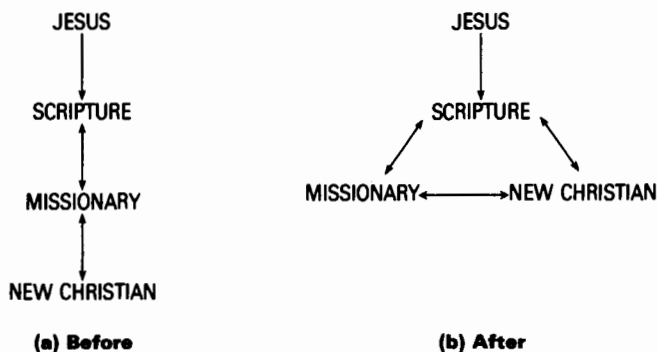 JESUS
SCRIPTURE
MISSIONARY
NEW CHRISTIAN
(a) Before
JESUS
SCRIPTURE
MISSIONARY NEW CHRISTIAN
(b) After